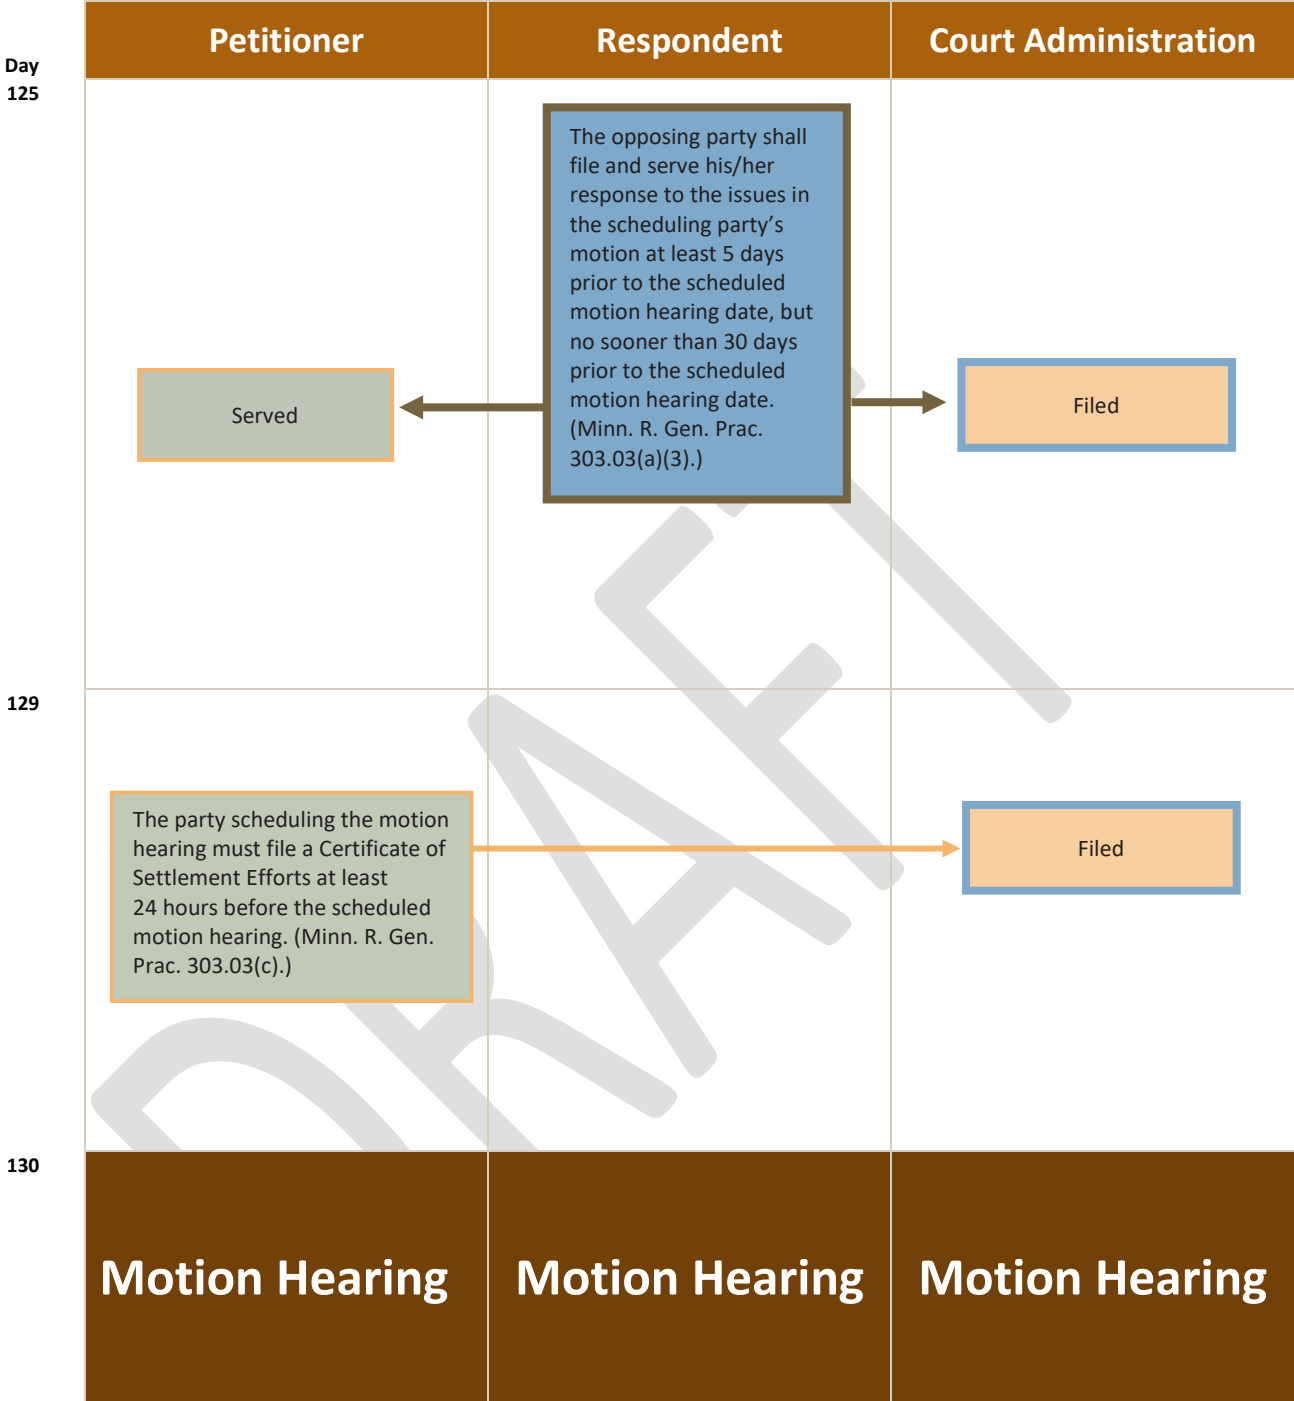 Petitioner
Respondent
Court Administration
Day
125
The opposing party shall
file and serve his/her
response to the issues in
the scheduling party’s
motion at least 5 days
prior to the scheduled
motion hearing date, but
no sooner than 30 days
prior to the scheduled
motion hearing date.
(Minn. R. Gen. Prac.
303.03(a)(3).)
Served
Filed
129
The party scheduling the motion
hearing must file a Certificate of
Settlement Efforts at least
24 hours before the scheduled
motion hearing. (Minn. R. Gen.
Prac. 303.03(c).)
Filed
DRAFT
130
Motion Hearing
Motion Hearing
Motion Hearing